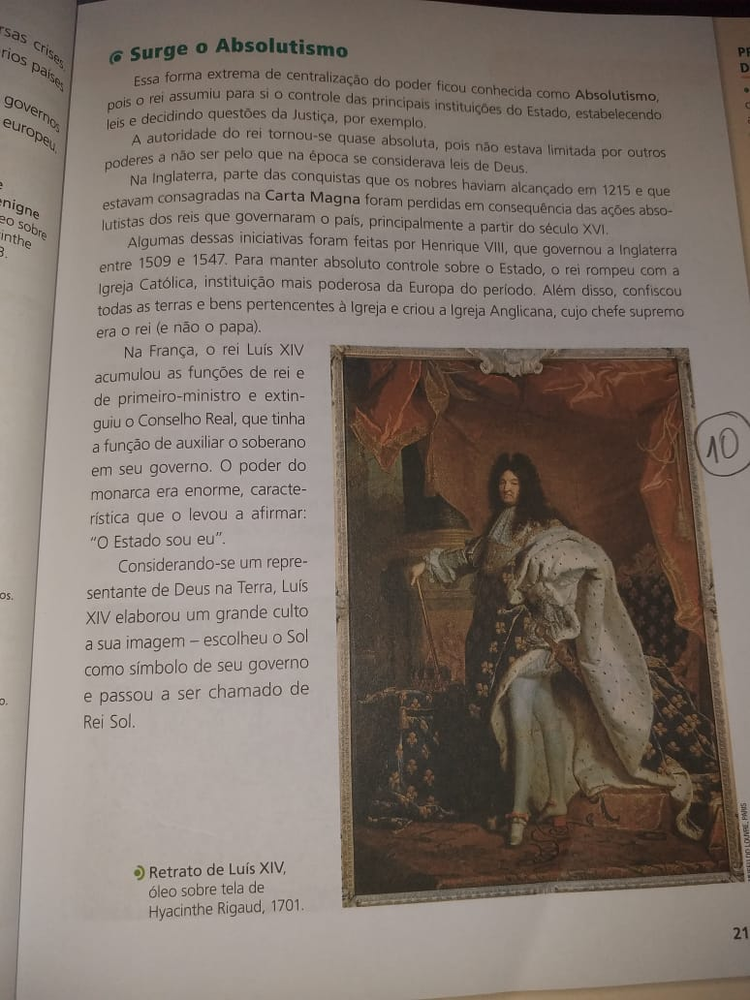 rsas crises.
rios países
governos
europeu,
e
enigne
eo sobre
inthe
3.
os.
o.
Surge o Absolutismo
Essa forma extrema de centralização do poder ficou conhecida como Absolutismo,
pois o rei assumiu para si o controle das principais instituições do Estado, estabelecendo
leis e decidindo questões da Justiça, por exemplo.
A autoridade do rei tornou-se quase absoluta, pois não estava limitada por outros
poderes a não ser pelo que na época se considerava leis de Deus.
Na Inglaterra, parte das conquistas que os nobres haviam alcançado em 1215 e que
estavam consagradas na Carta Magna foram perdidas em consequência das ações abso-
lutistas dos reis que governaram o país, principalmente a partir do século XVI.
Algumas dessas iniciativas foram feitas por Henrique VIII, que governou a Inglaterra
entre 1509 e 1547. Para manter absoluto controle sobre o Estado, o rei rompeu com a
Igreja Católica, instituição mais poderosa da Europa do período. Além disso, confiscou
todas as terras e bens pertencentes à Igreja e criou a Igreja Anglicana, cujo chefe supremo
era o rei (e não o papa).
Na França, o rei Luís XIV
acumulou as funções de rei e
de primeiro-ministro e extin-
guiu o Conselho Real, que tinha
a função de auxiliar o soberano
em seu governo. O poder do
monarca era enorme, caracte-
rística que o levou a afirmar:
"O Estado sou eu".
Considerando-se um repre-
sentante de Deus na Terra, Luís
XIV elaborou um grande culto
a sua imagem – escolheu o Sol
como símbolo de seu governo
e passou a ser chamado de
Rei Sol.
10
Retrato de Luís XIV,
óleo sobre tela de
Hyacinthe Rigaud, 1701.
LOUVRE, PARIS
21